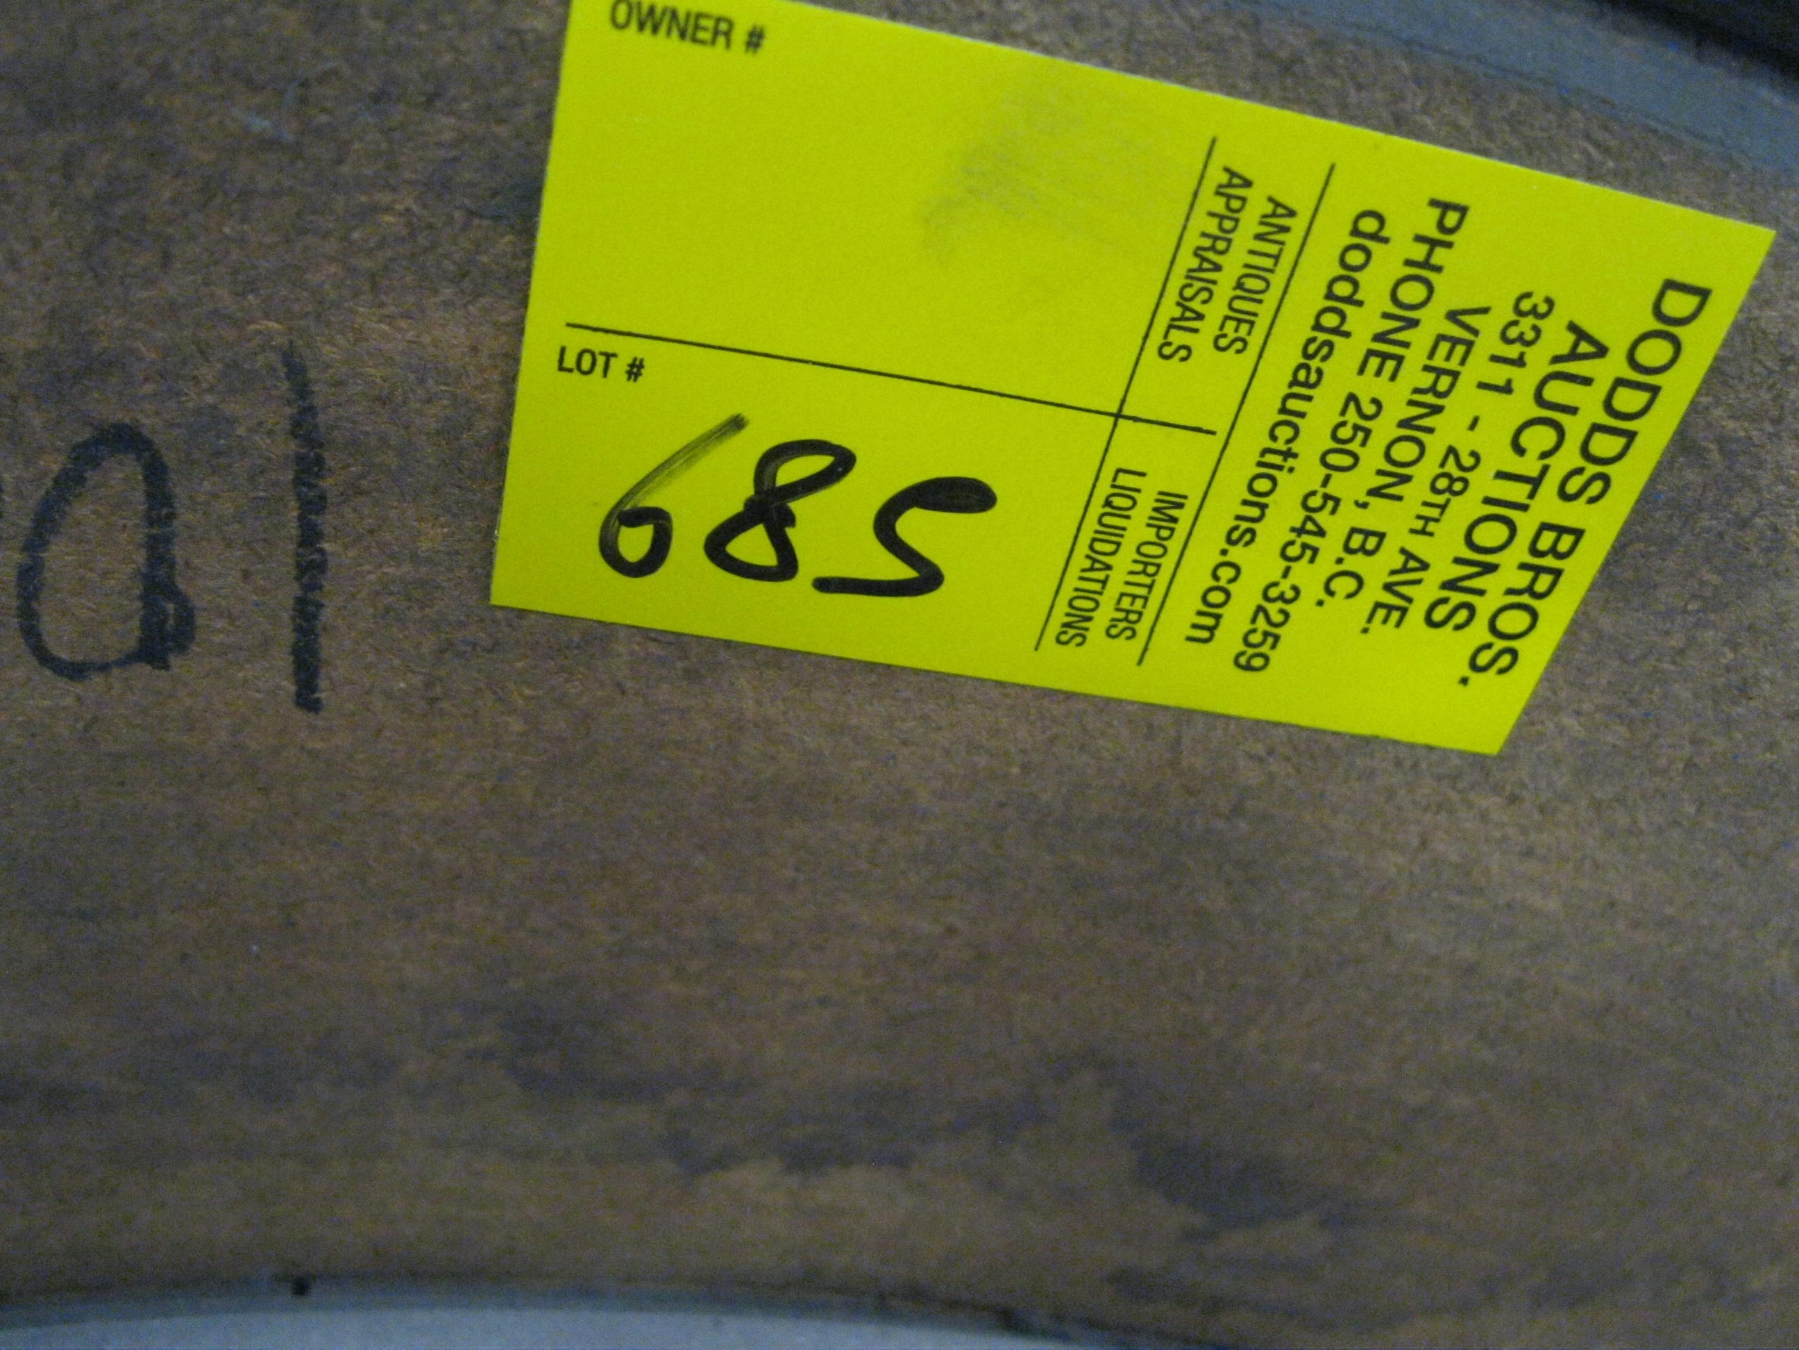 OWNER #
LOT #
685
DODDS BROS.
AUCTIONS
3311 - 28TH AVE.
VERNON, B.C.
PHONE 250-545-3259
doddsauctions.com
ANTIQUES
APPRAISALS
IMPORTERS
LIQUIDATIONS
al